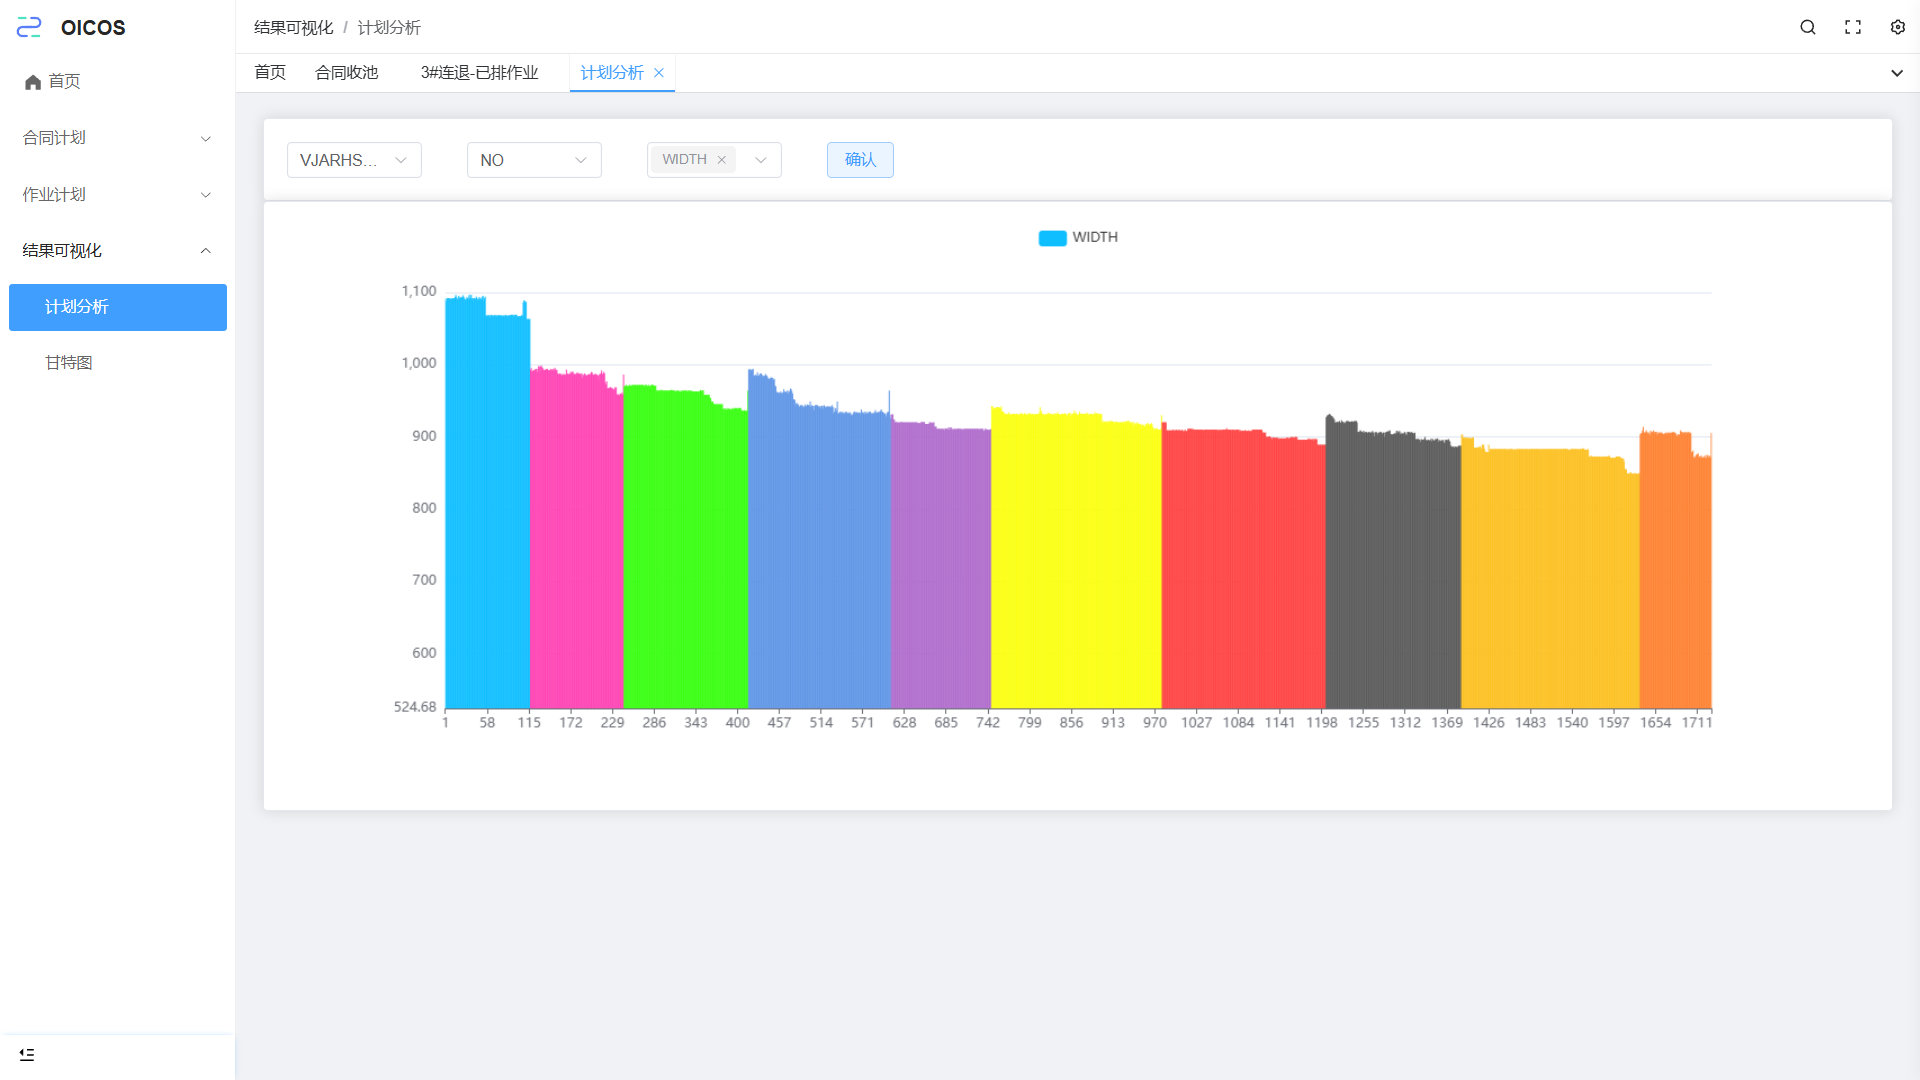 OICOS
首页
合同计划
作业计划
结果可视化
计划分析
甘特图
结果可视化 / 计划分析
首页 合同收池 3#连退-已排作业 计划分析
VJARHS... NO WIDTH 确认
WIDTH
1,100
1,000
900
800
700
600
524.68
1 58 115 172 229 286 343 400 457 514 571 628 685 742 799 856 913 970 1027 1084 1141 1198 1255 1312 1369 1426 1483 1540 1597 1654 1711